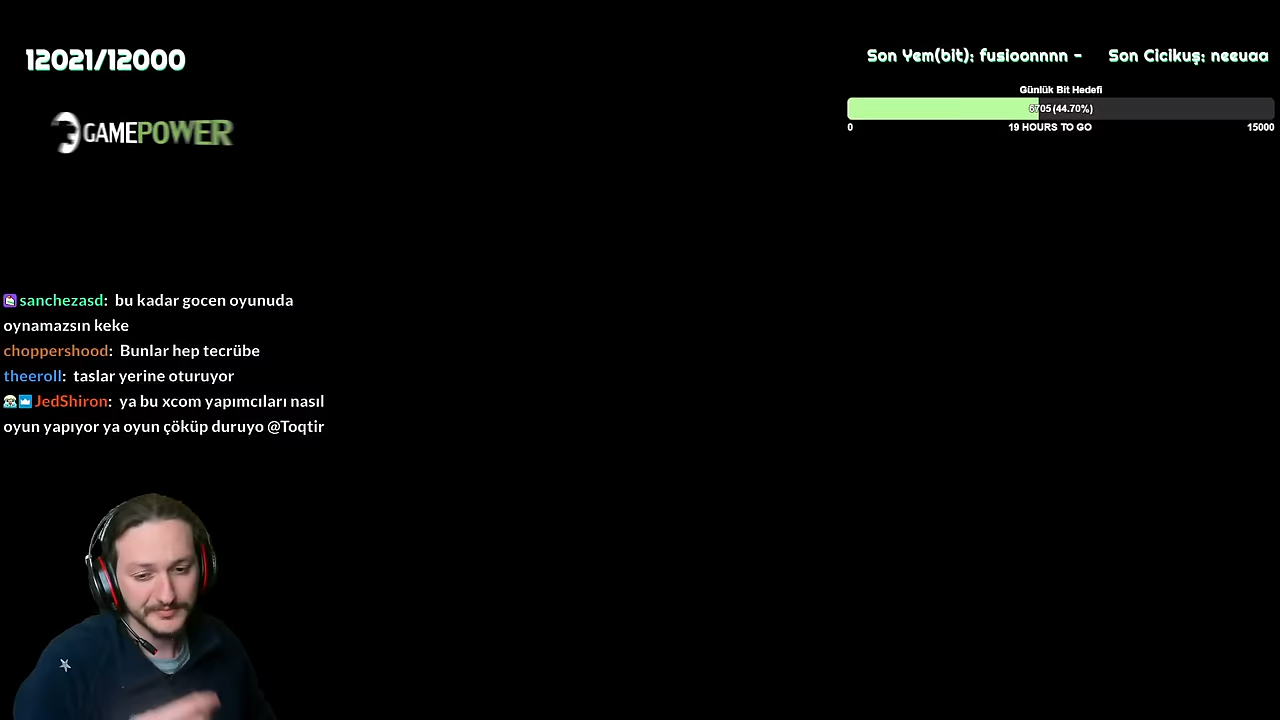 12021/12000
Son Yem(bit): fusioonnnn -
Son Cicikuş: neeuaa
Günlük Bit Hedefi
6705 (44.70%)
0
19 HOURS TO GO
15000
GAMEPOWER
sanchezasd: bu kadar gocen oyunuda
oynamazsın keke
choppershood: Bunlar hep tecrübe
theeroll: taslar yerine oturuyor
JedShiron: ya bu xcom yapımcıları nasıl
oyun yapıyor ya oyun çöküp duruyo @Toqtir